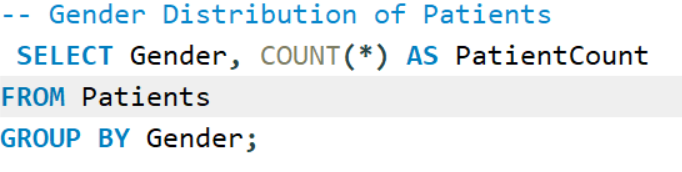 -- Gender Distribution of Patients
SELECT Gender, COUNT(*) AS PatientCount
FROM Patients
GROUP BY Gender;